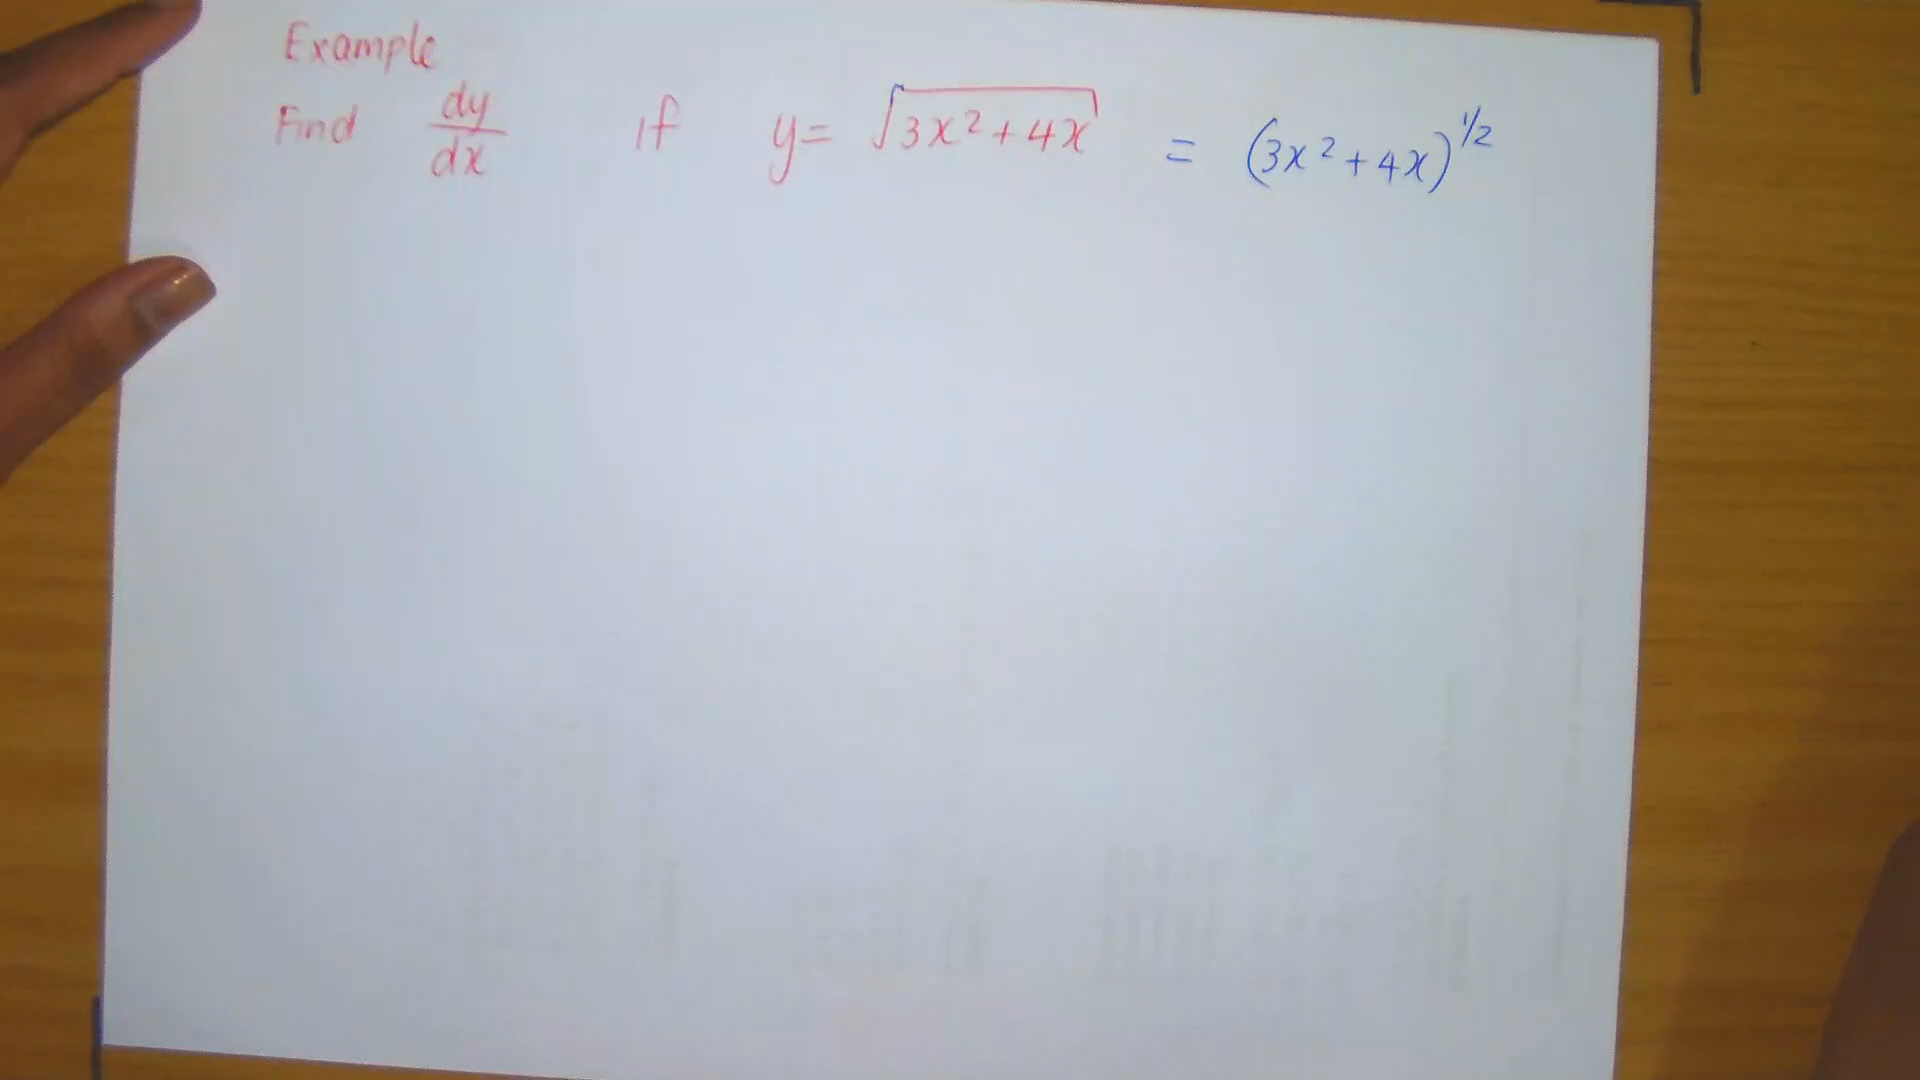 Example
Find dy/dx if y = √(3x² + 4x) = (3x² + 4x)^1/2